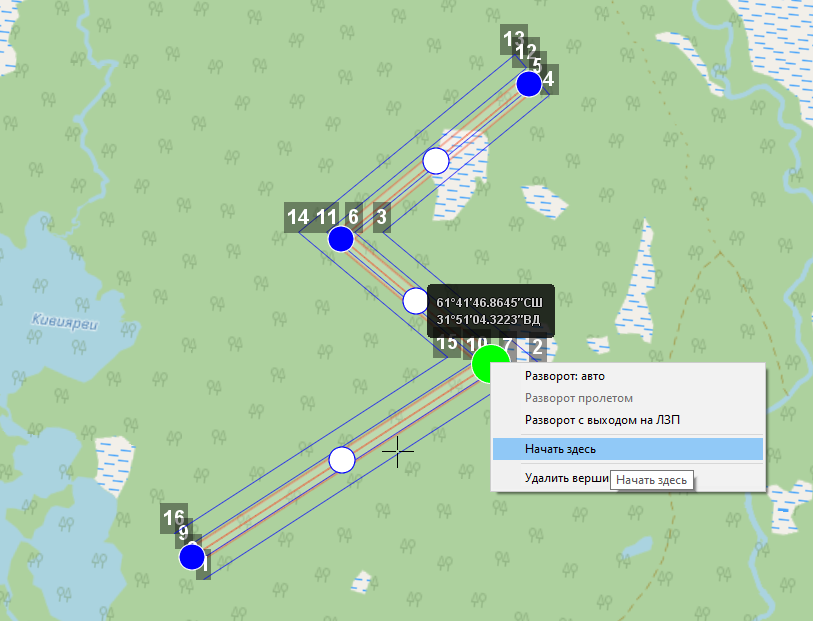 13
12
5
4
14 11 6 3
61°41'46.8645"СШ
31°51'04.3223"ВД
Кивиярви
15 10 7 2
Разворот: авто
Разворот пролетом
Разворот с выходом на ЛЗП
Начать здесь
Удалить верши
Начать здесь
16
9
1